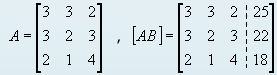 A = [3 3 2; 3 2 3; 2 1 4] , [AB] = [3 3 2 ¦ 25; 3 2 3 ¦ 22; 2 1 4 ¦ 18]